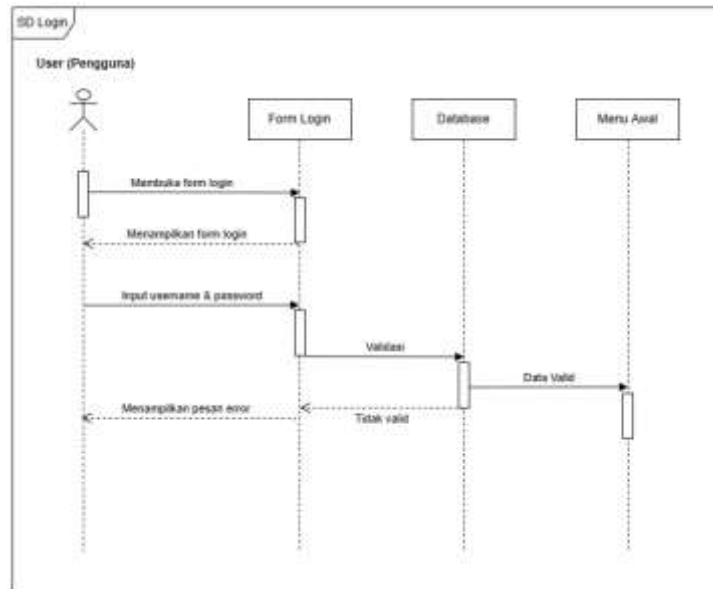 SD Login
User (Pengguna)
Form Login
Database
Menu Awal
Membuka form login
Menampilkan form login
Input username & password
Validasi
Data Valid
Tidak valid
Menampilkan pesan error